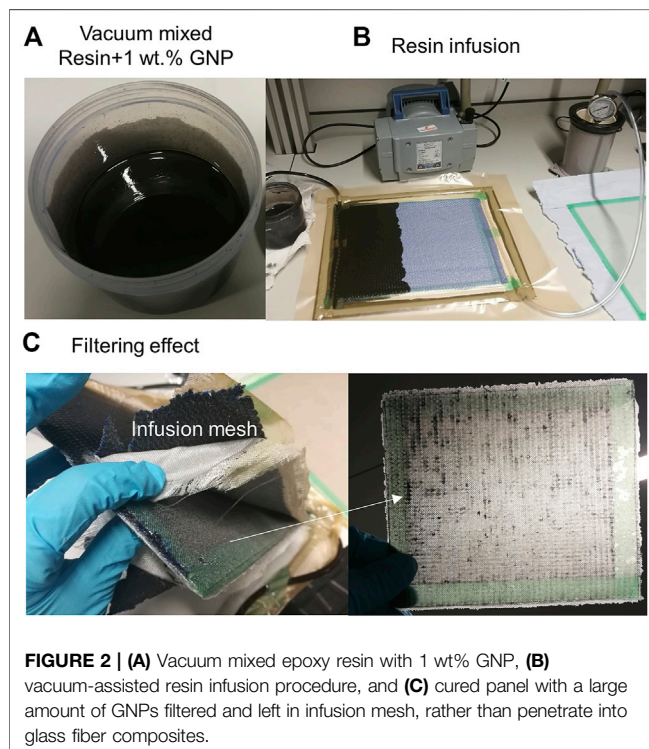 A
Vacuum mixed
Resin+1 wt.% GNP
B
Resin infusion
C
Filtering effect
Infusion mesh
FIGURE 2 | (A) Vacuum mixed epoxy resin with 1 wt% GNP, (B)
vacuum-assisted resin infusion procedure, and (C) cured panel with a large
amount of GNPs filtered and left in infusion mesh, rather than penetrate into
glass fiber composites.